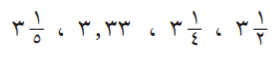 ٣ ١/٢ ، ٣ ١/٤ ، ٣,٣٣ ، ٣ ١/٥